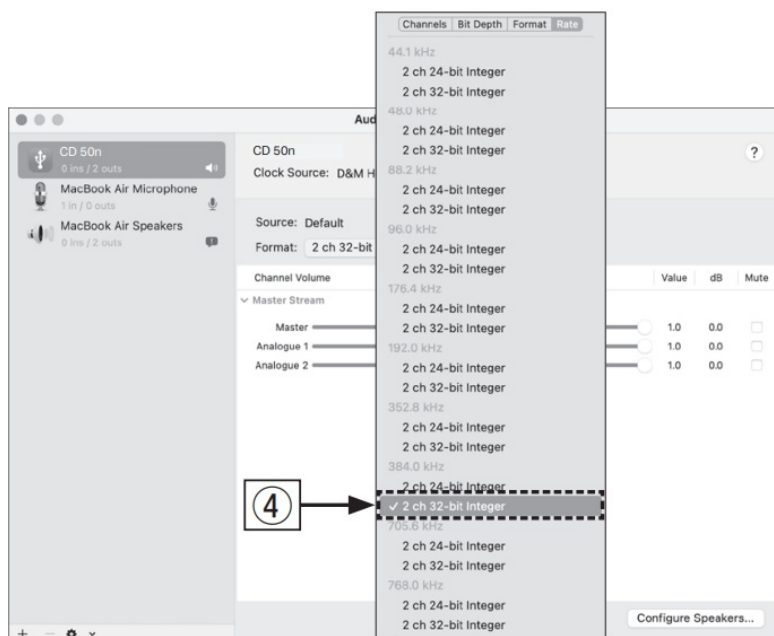 Channels Bit Depth Format Rate
44.1 kHz
2 ch 24-bit Integer
2 ch 32-bit Integer
48.0 kHz
2 ch 24-bit Integer
2 ch 32-bit Integer
88.2 kHz
2 ch 24-bit Integer
2 ch 32-bit Integer
96.0 kHz
2 ch 24-bit Integer
2 ch 32-bit Integer
176.4 kHz
2 ch 24-bit Integer
2 ch 32-bit Integer
192.0 kHz
2 ch 24-bit Integer
2 ch 32-bit Integer
352.8 kHz
2 ch 24-bit Integer
2 ch 32-bit Integer
384.0 kHz
2 ch 24-bit Integer
✓ 2 ch 32-bit Integer
705.6 kHz
2 ch 24-bit Integer
2 ch 32-bit Integer
768.0 kHz
2 ch 24-bit Integer
2 ch 32-bit Integer
Aud
CD 50n
0 ins / 2 outs
MacBook Air Microphone
1 in / 0 outs
MacBook Air Speakers
0 ins / 2 outs
CD 50n
?
Clock Source: D&M H
Source: Default
Format: 2 ch 32-bit
Channel Volume Value dB Mute
Master Stream
Master 1.0 0.0
Analogue 1 1.0 0.0
Analogue 2 1.0 0.0
④
Configure Speakers...